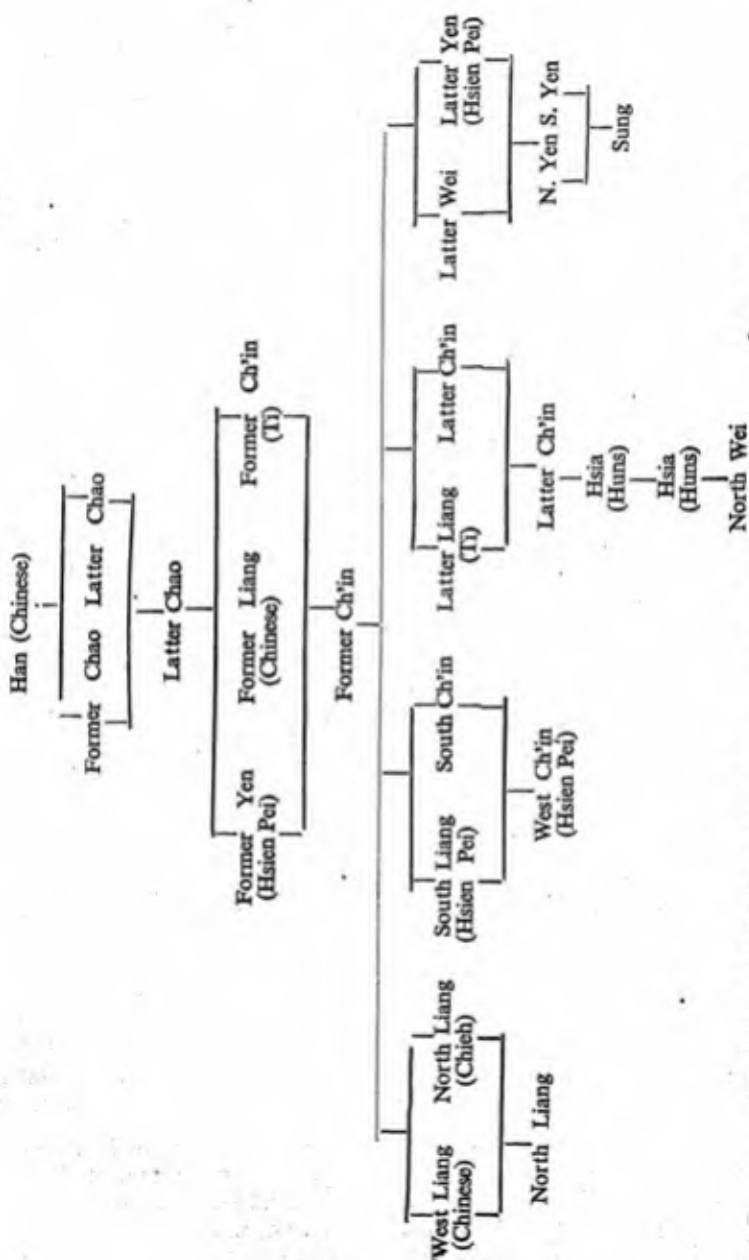 Han (Chinese)
Former Chao Latter Chao
Latter Chao
Former Yen Former Liang Former Ch'in
(Hsien Pei) (Chinese) (Ti)
Former Ch'in
West Liang North Liang South Liang South Ch'in Latter Liang Latter Ch'in Latter Wei Latter Yen
(Chinese) (Chieh) (Hsien Pei) (Ti) (Hsien Pei)
North Liang West Ch'in Latter Ch'in N. Yen S. Yen
(Hsien Pei) Hsia Sung
(Huns)
Hsia
(Huns)
North Wei